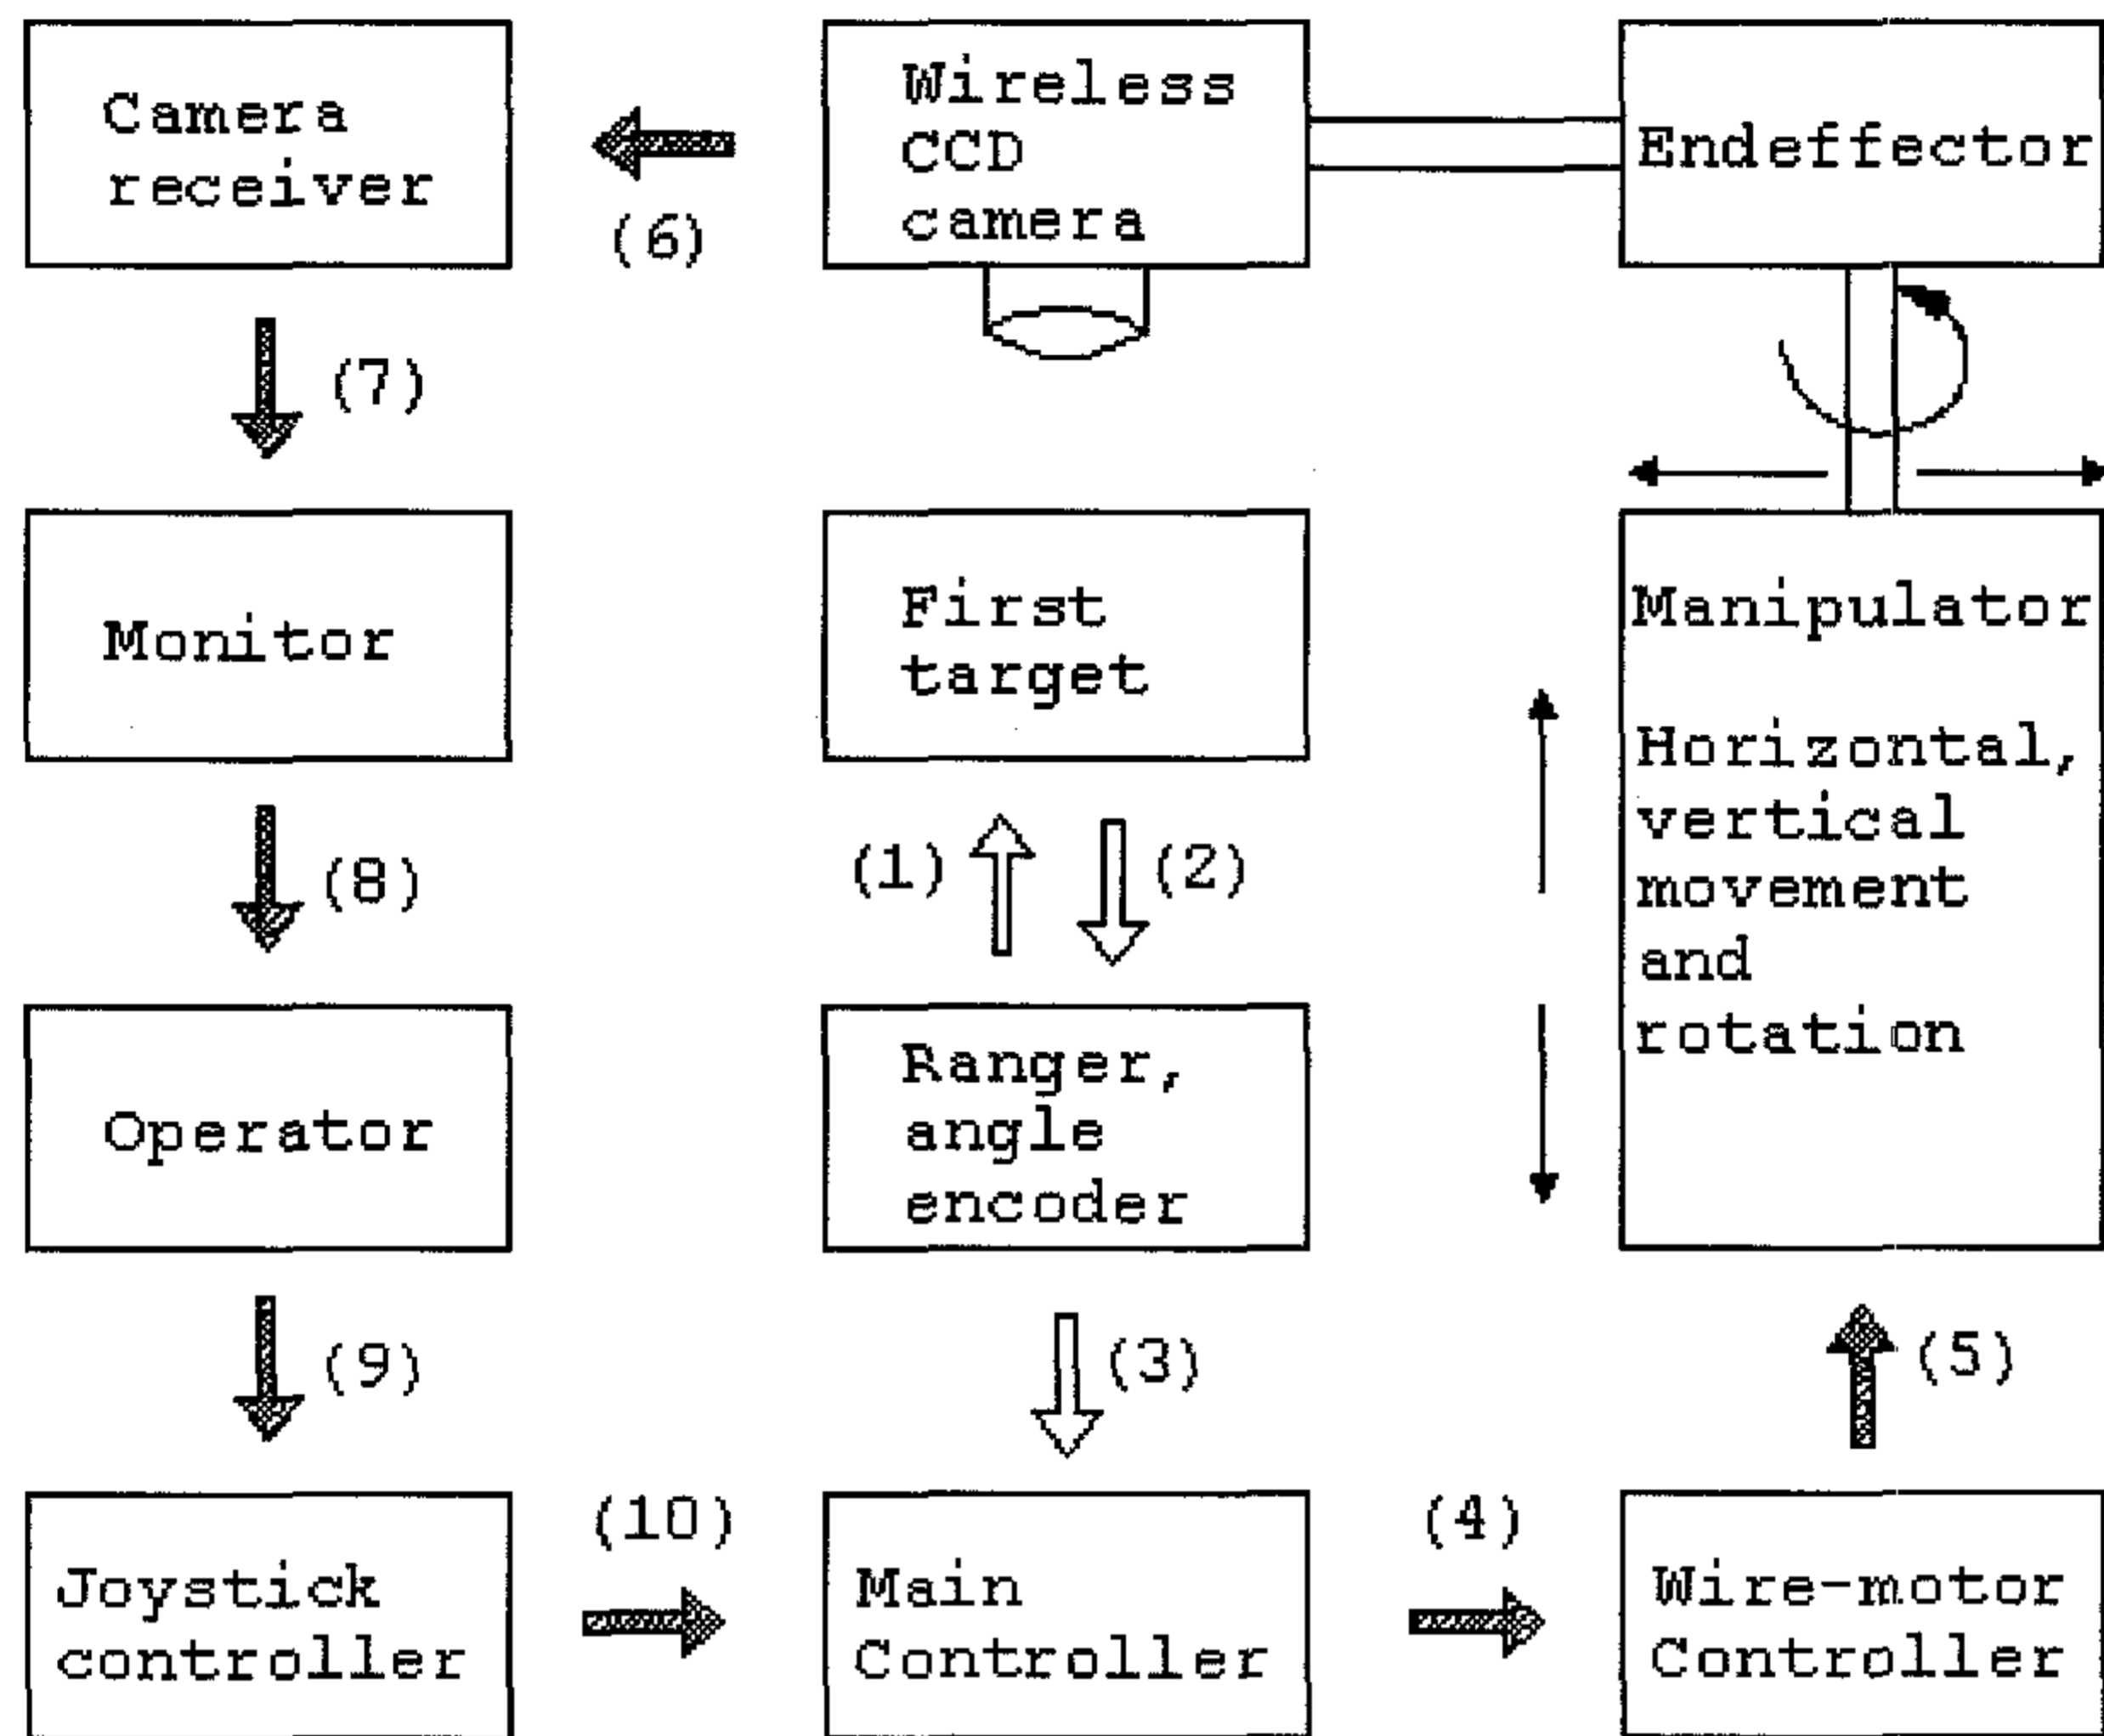 Camera
receiver
(6)
Wireless
CCD
camera
Endeffector
(7)
Monitor
First
target
Manipulator
Horizontal,
vertical
movement
and
rotation
(8)
(1)
(2)
Operator
Ranger,
angle
encoder
(9)
(3)
(5)
Joystick
controller
(10)
Main
Controller
(4)
Wire-motor
Controller